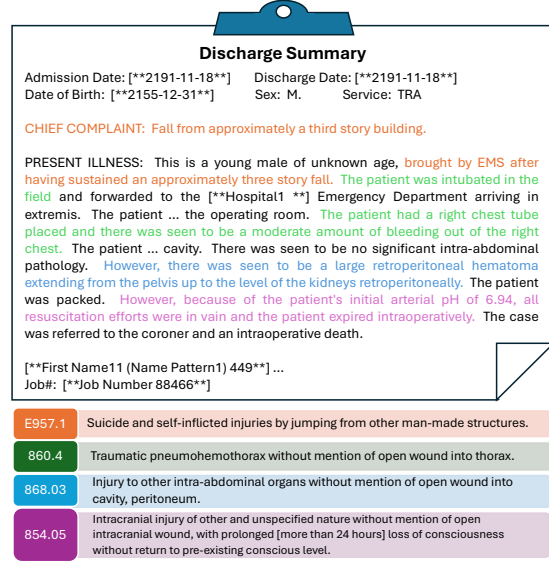 Discharge Summary
Admission Date: [**2191-11-18**] Discharge Date: [**2191-11-18**]
Date of Birth: [**2155-12-31**] Sex: M. Service: TRA
CHIEF COMPLAINT: Fall from approximately a third story building.
PRESENT ILLNESS: This is a young male of unknown age, brought by EMS after
having sustained an approximately three story fall. The patient was intubated in the
field and forwarded to the [**Hospital1 **] Emergency Department arriving in
extremis. The patient ... the operating room. The patient had a right chest tube
placed and there was seen to be a moderate amount of bleeding out of the right
chest. The patient ... cavity. There was seen to be no significant intra-abdominal
pathology. However, there was seen to be a large retroperitoneal hematoma
extending from the pelvis up to the level of the kidneys retroperitoneally. The patient
was packed. However, because of the patient's initial arterial pH of 6.94, all
resuscitation efforts were in vain and the patient expired intraoperatively. The case
was referred to the coroner and an intraoperative death.
[**First Name11 (Name Pattern1) 449**] ...
Job#: [**Job Number 88466**]
E957.1 Suicide and self-inflicted injuries by jumping from other man-made structures.
860.4 Traumatic pneumohemothorax without mention of open wound into thorax.
868.03 Injury to other intra-abdominal organs without mention of open wound into
cavity, peritoneum.
854.05 Intracranial injury of other and unspecified nature without mention of open
intracranial wound, with prolonged [more than 24 hours] loss of consciousness
without return to pre-existing conscious level.